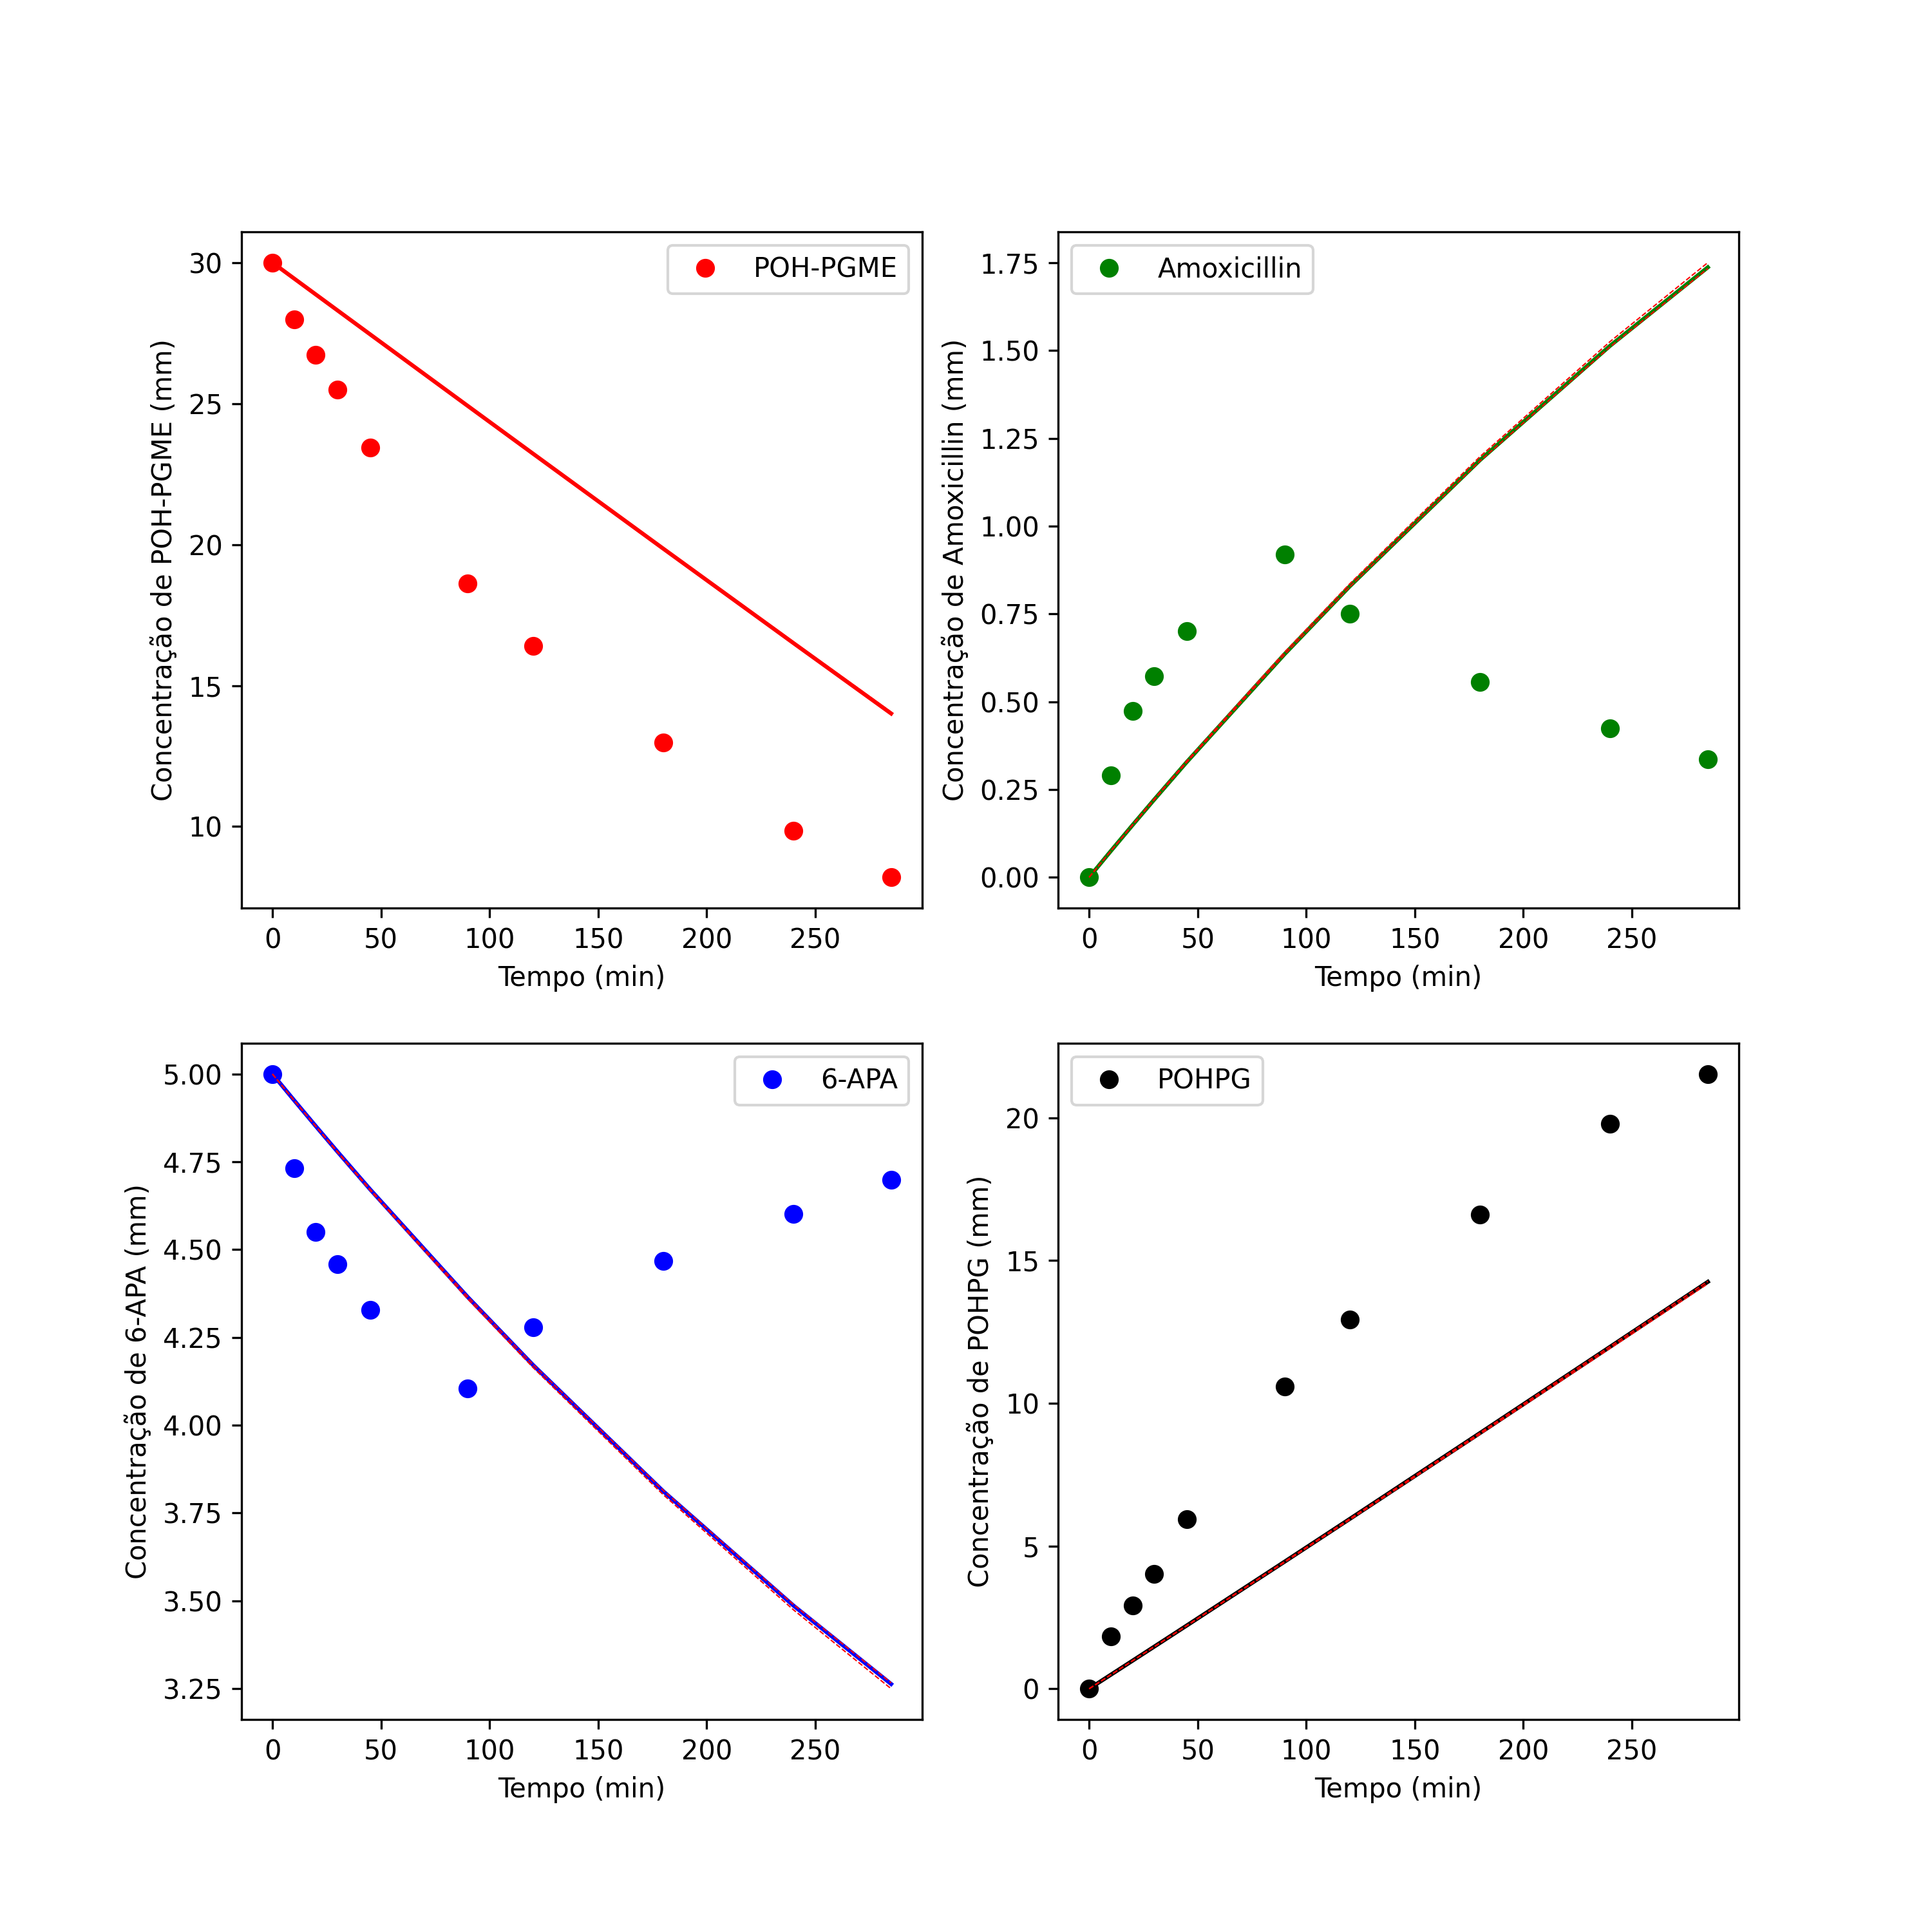 POH-PGME
Concentração de POH-PGME (mm)
30
25
20
15
10
0 50 100 150 200 250
Tempo (min)
Amoxicillin
Concentração de Amoxicillin (mm)
1.75
1.50
1.25
1.00
0.75
0.50
0.25
0.00
0 50 100 150 200 250
Tempo (min)
6-APA
Concentração de 6-APA (mm)
5.00
4.75
4.50
4.25
4.00
3.75
3.50
3.25
0 50 100 150 200 250
Tempo (min)
POHPG
Concentração de POHPG (mm)
20
15
10
5
0
0 50 100 150 200 250
Tempo (min)